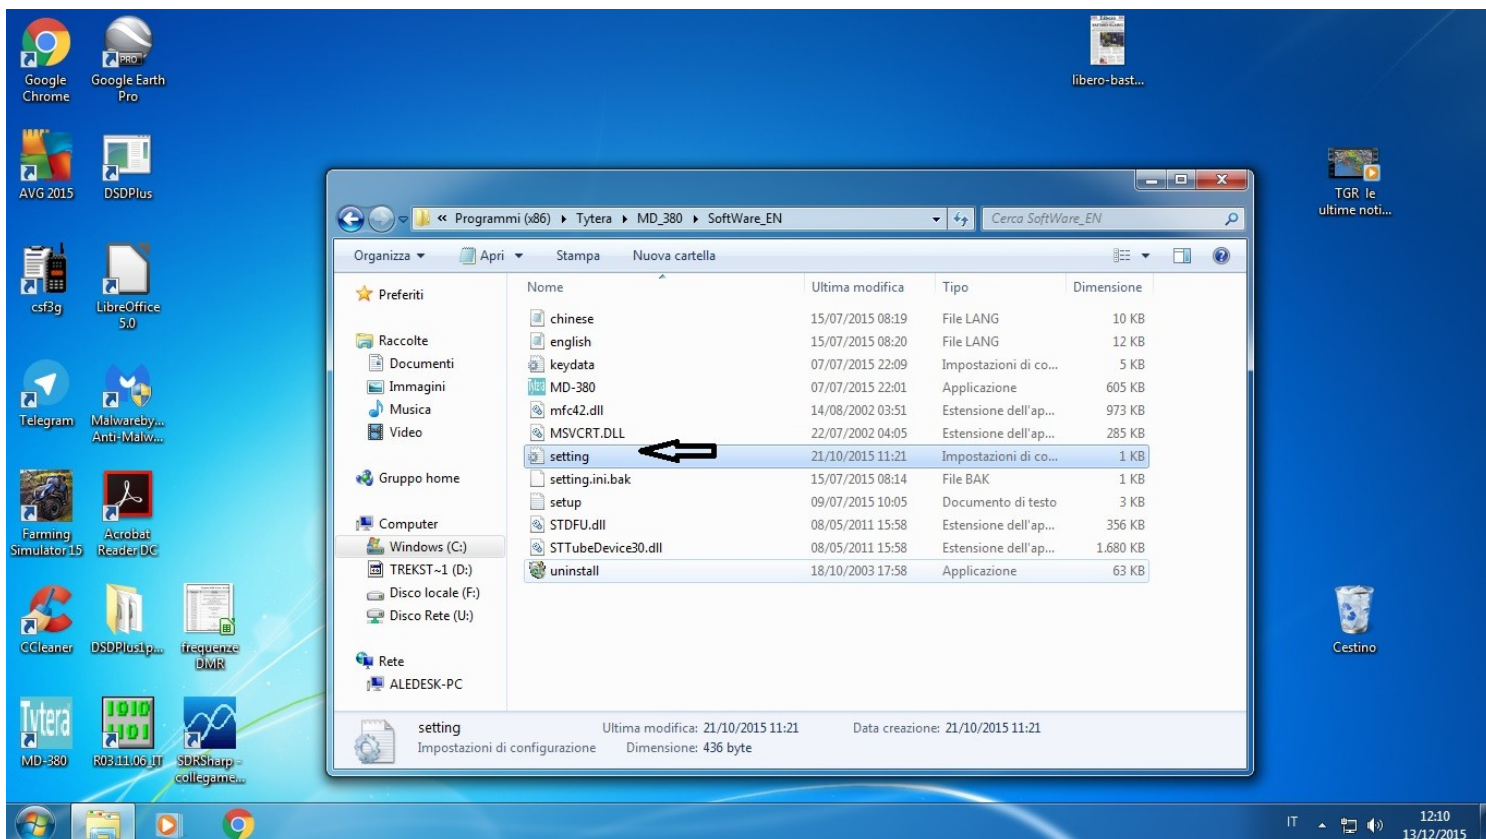 Google
Chrome
Google Earth
Pro
PRO
AVG 2015
DSDPlus
csf3g
LibreOffice
5.0
Telegram
Malwareby...
Anti-Malw...
Farming
Simulator 15
Acrobat
Reader DC
CCleaner
DSDPlus1p...
frequenze
DMR
Tytera
MD-380
1010
1101
R03.11.06_IT
SDRSharp -
collegame...
Libero
libero-bast...
TGR le
ultime noti...
Cestino
« Programmi (x86) Tytera MD_380 SoftWare_EN
Cerca SoftWare_EN
Organizza Apri Stampa Nuova cartella
Preferiti
Raccolte
Documenti
Immagini
Musica
Video
Gruppo home
Computer
Windows (C:)
TREKST~1 (D:)
Disco locale (F:)
Disco Rete (U:)
Rete
ALEDESK-PC
Nome Ultima modifica Tipo Dimensione
chinese 15/07/2015 08:19 File LANG 10 KB
english 15/07/2015 08:20 File LANG 12 KB
keydata 07/07/2015 22:09 Impostazioni di co... 5 KB
MD-380 07/07/2015 22:01 Applicazione 605 KB
mfc42.dll 14/08/2002 03:51 Estensione dell'ap... 973 KB
MSVCRT.DLL 22/07/2002 04:05 Estensione dell'ap... 285 KB
setting 21/10/2015 11:21 Impostazioni di co... 1 KB
setting.ini.bak 15/07/2015 08:14 File BAK 1 KB
setup 09/07/2015 10:05 Documento di testo 3 KB
STDFU.dll 08/05/2011 15:58 Estensione dell'ap... 356 KB
STTubeDevice30.dll 08/05/2011 15:58 Estensione dell'ap... 1.680 KB
uninstall 18/10/2003 17:58 Applicazione 63 KB
setting Ultima modifica: 21/10/2015 11:21 Data creazione: 21/10/2015 11:21
Impostazioni di configurazione Dimensione: 436 byte
IT
12:10
13/12/2015